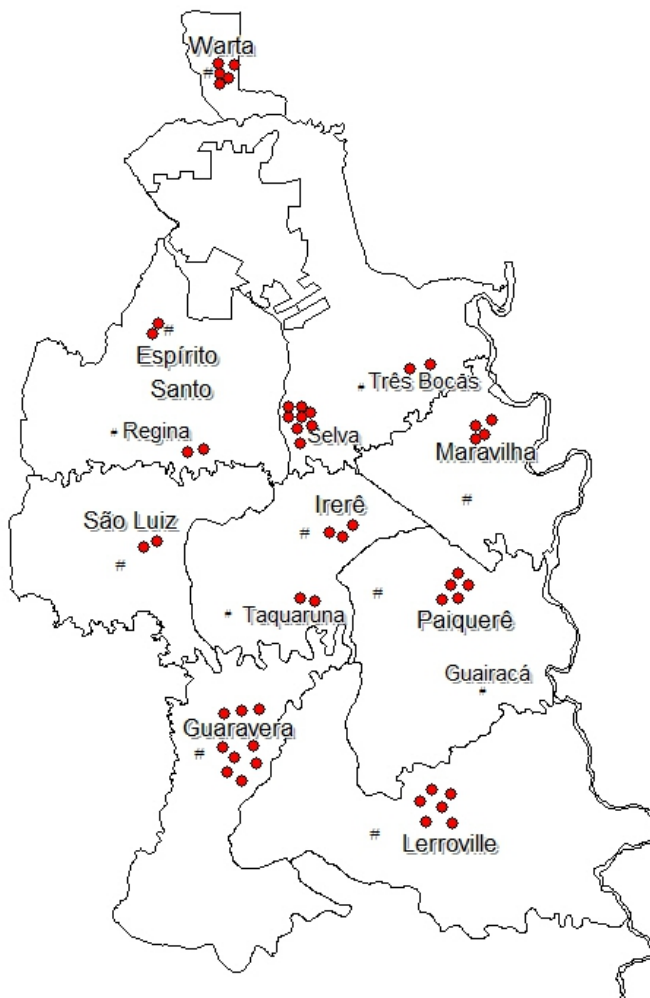 Warta
#
#
Espírito
Santo
# Três Bocas
# Regina
Selva
Maravilha
#
São Luiz
#
Irerê
#
#
Paiquerê
# Taquaruna
Guairacá
#
Guaravera
#
#
Lerroville